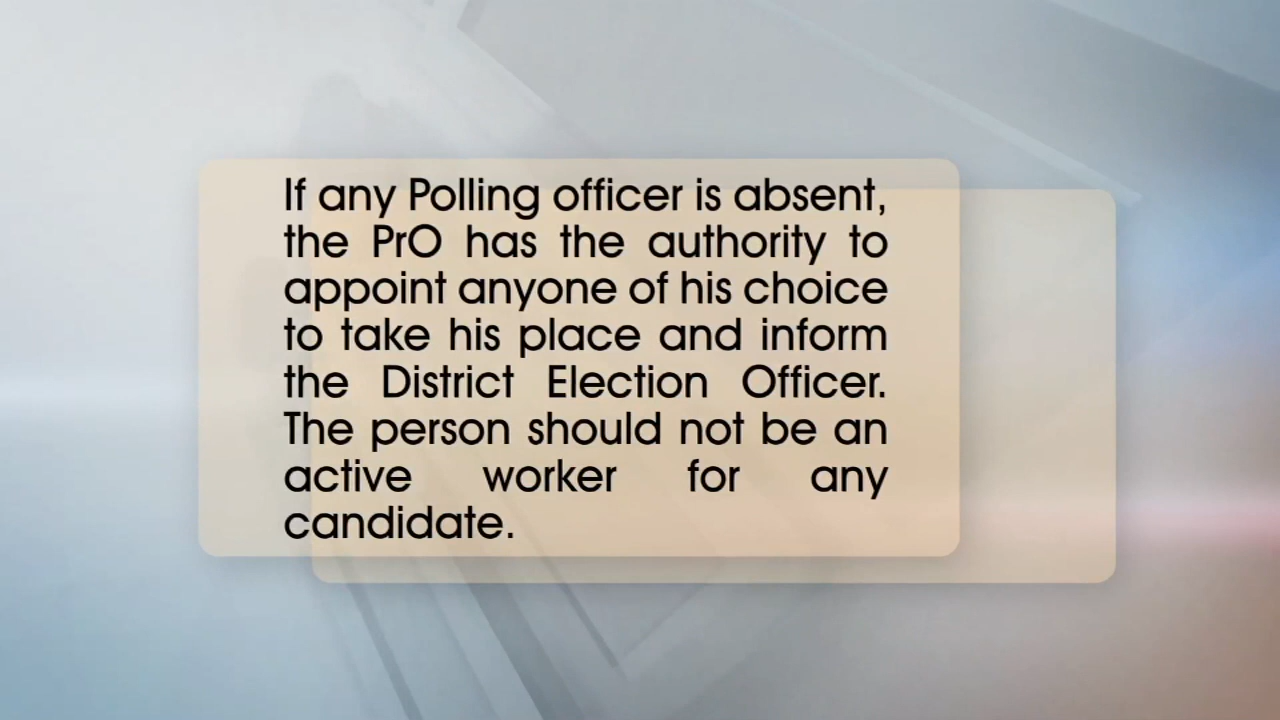 If any Polling officer is absent,
the PrO has the authority to
appoint anyone of his choice
to take his place and inform
the District Election Officer.
The person should not be an
active worker for any
candidate.